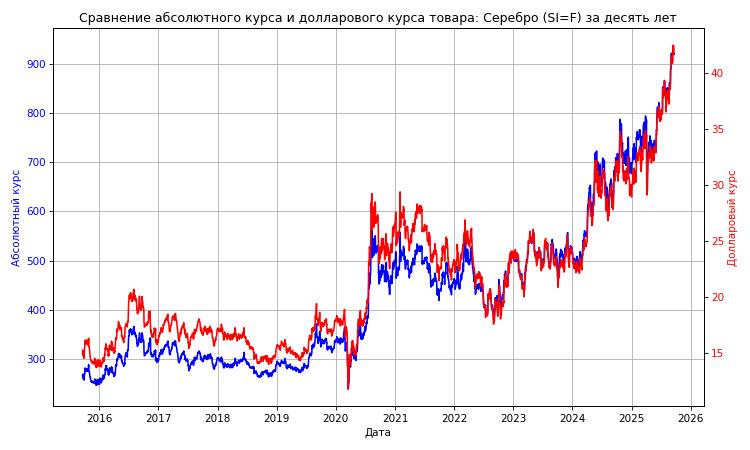 Сравнение абсолютного курса и долларового курса товара: Серебро (SI=F) за десять лет
900
800
700
600
500
400
300
40
35
30
25
20
15
Абсолютный курс
Долларовый курс
2016 2017 2018 2019 2020 2021 2022 2023 2024 2025 2026
Дата